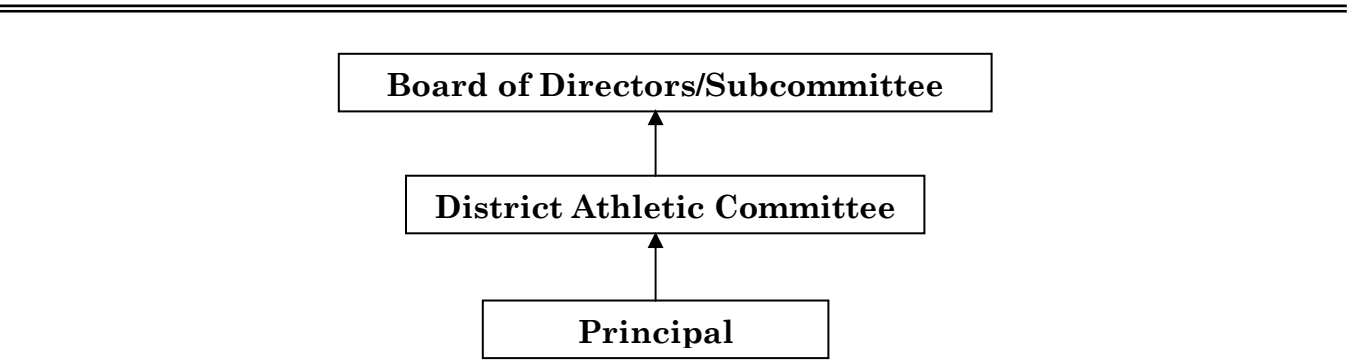 Board of Directors/Subcommittee
District Athletic Committee
Principal